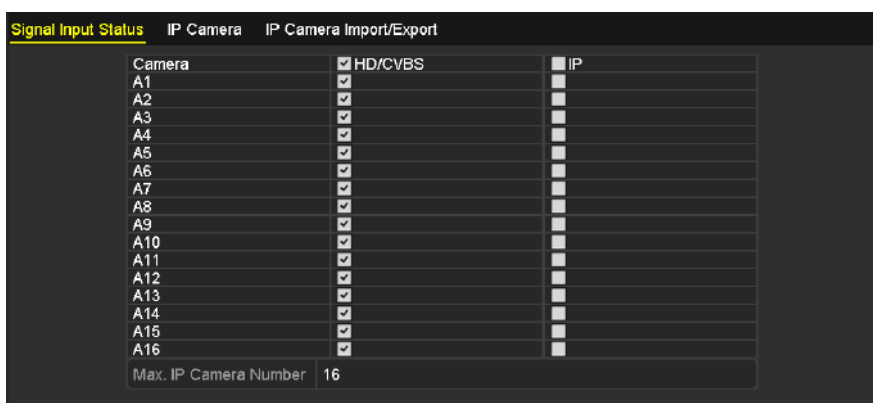 Signal Input Status IP Camera IP Camera Import/Export
Camera HD/CVBS IP
A1
A2
A3
A4
A5
A6
A7
A8
A9
A10
A11
A12
A13
A14
A15
A16
Max. IP Camera Number 16